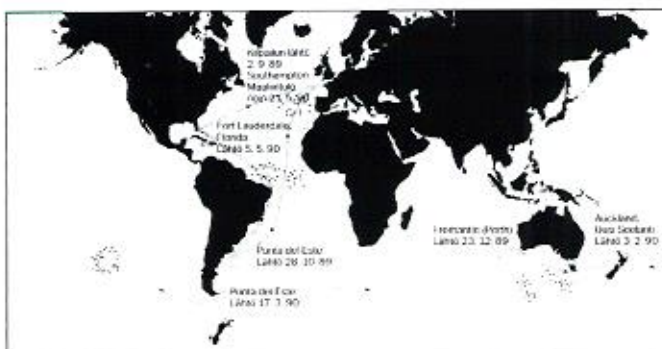 Kilpailun lähtö
2. 9. 89
Southampton
Maaliintulo
Fort Lauderdale,
Florida
Lähtö 5. 5. 90
Punta del Este
Lähtö 28. 10. 89
Punta del Este
Lähtö 17. 3. 90
Fremantle (Perth)
Lähtö 23. 12. 89
Auckland,
Uusi Seelanti
Lähtö 3. 2. 90